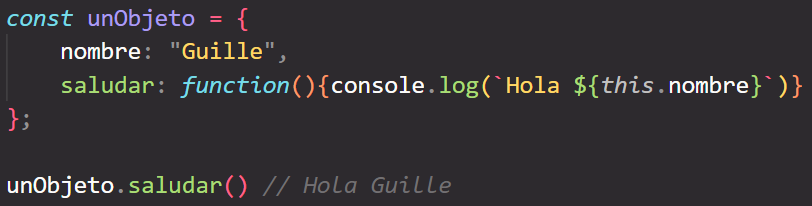 const unObjeto = {
    nombre: "Guille",
    saludar: function(){console.log(`Hola ${this.nombre}`)}
};
unObjeto.saludar() // Hola Guille